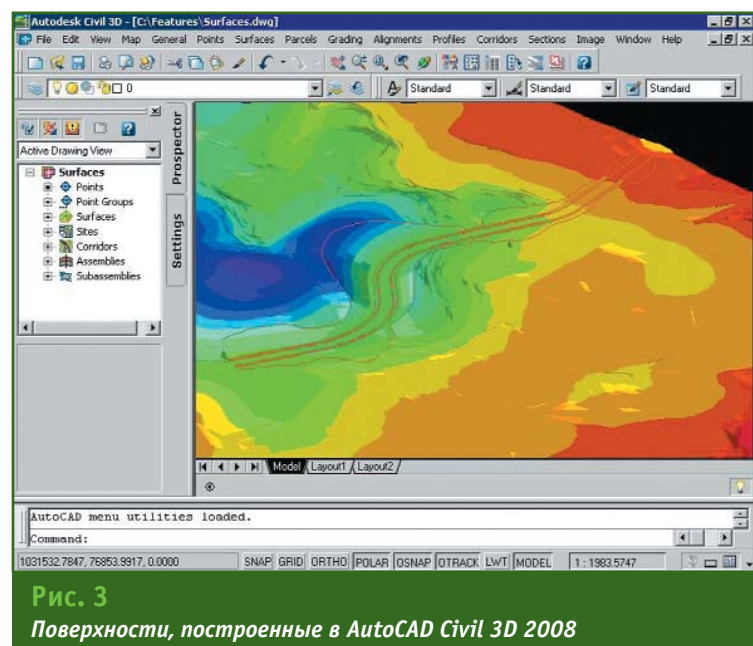 Autodesk Civil 3D - [C:\Features\Surfaces.dwg]
File Edit View Map General Points Surfaces Parcels Grading Alignments Profiles Corridors Sections Image Window Help
0 Standard Standard Standard
Active Drawing View
Surfaces
Points
Point Groups
Surfaces
Sites
Corridors
Assemblies
Subassemblies
Prospector
Settings
Model Layout1 Layout2
AutoCAD menu utilities loaded.
Command:
1031532.7847, 76853.9917, 0.0000 SNAP GRID ORTHO POLAR OSNAP OTRACK LWT MODEL 1 : 1983.5747
Рис. 3
Поверхности, построенные в AutoCAD Civil 3D 2008